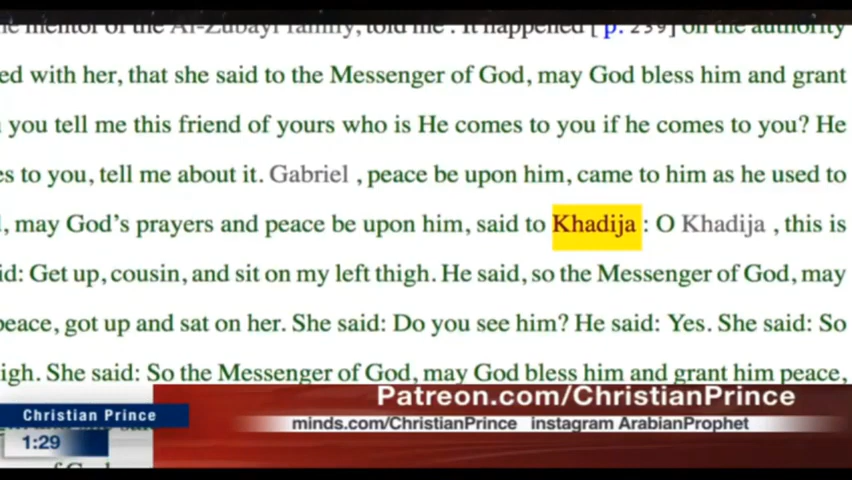 e mentor of the Al-Zubayr family, told me . It happened [ p. 239] on the authority
ed with her, that she said to the Messenger of God, may God bless him and grant
you tell me this friend of yours who is He comes to you if he comes to you? He
es to you, tell me about it. Gabriel , peace be upon him, came to him as he used to
, may God’s prayers and peace be upon him, said to Khadija : O Khadija , this is
id: Get up, cousin, and sit on my left thigh. He said, so the Messenger of God, may
peace, got up and sat on her. She said: Do you see him? He said: Yes. She said: So
igh. She said: So the Messenger of God, may God bless him and grant him peace,
Patreon.com/ChristianPrince
Christian Prince
minds.com/ChristianPrince instagram ArabianProphet
1:29